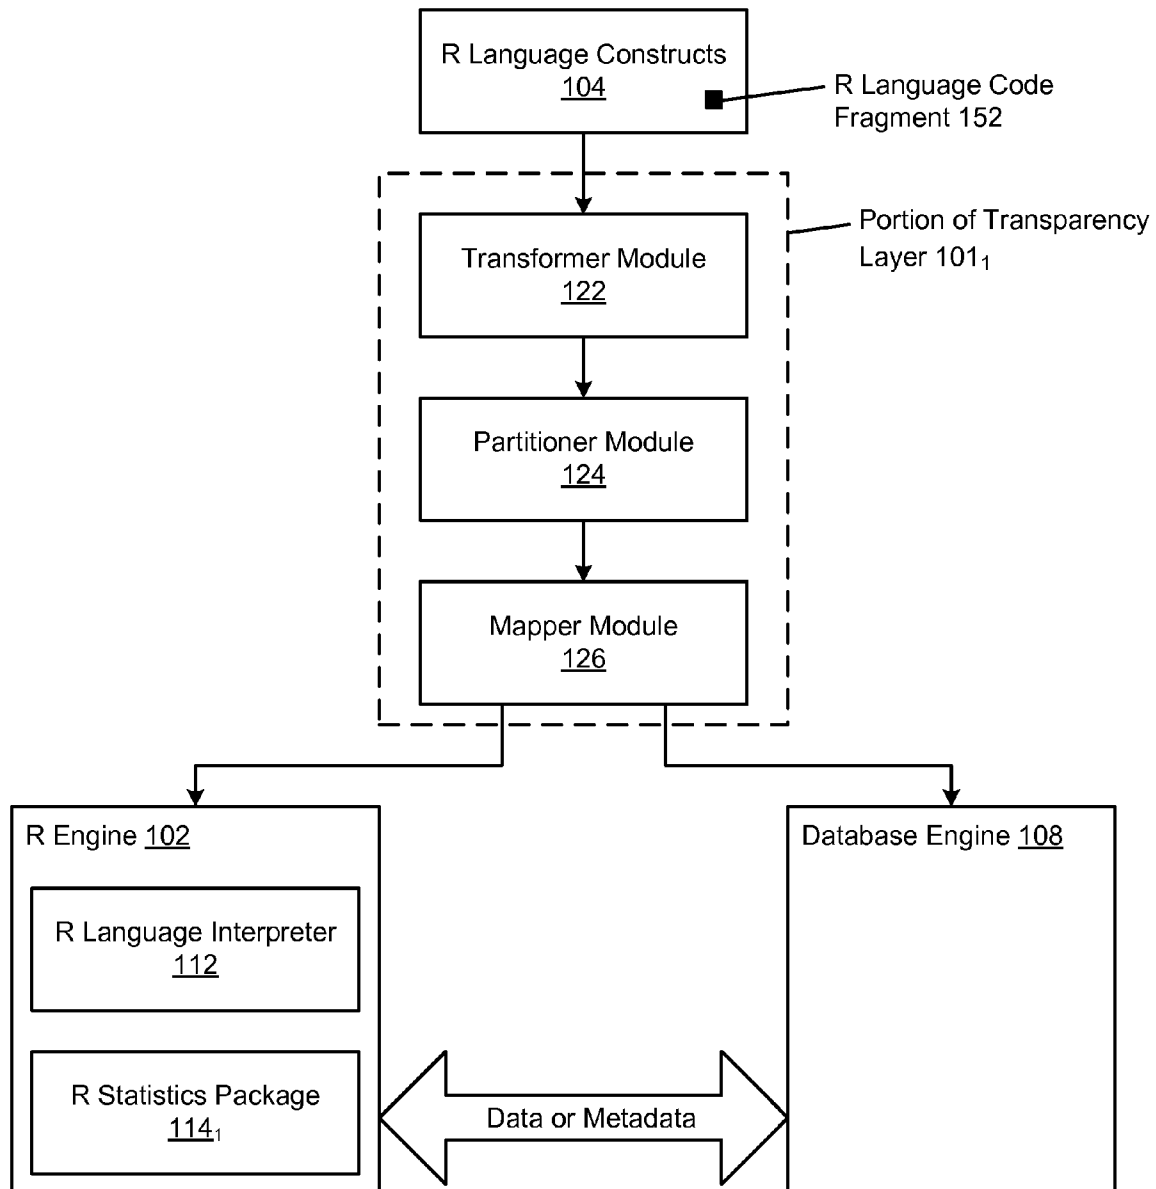 R Language Constructs
104
R Language Code
Fragment 152
Portion of Transparency
Layer 101₁
Transformer Module
122
Partitioner Module
124
Mapper Module
126
R Engine 102
R Language Interpreter
112
R Statistics Package
114₁
Data or Metadata
Database Engine 108